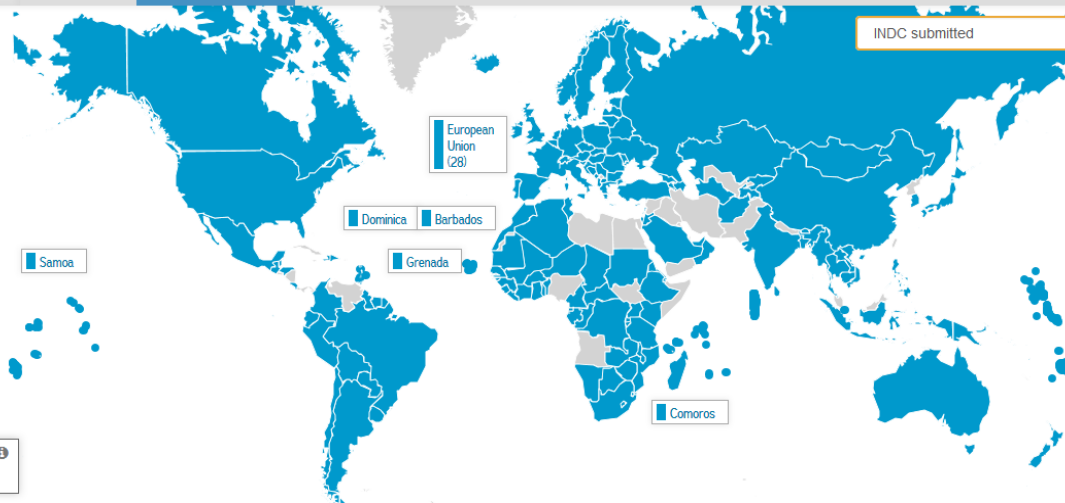 INDC submitted
European
Union
(28)
Dominica
Barbados
Samoa
Grenada
Comoros